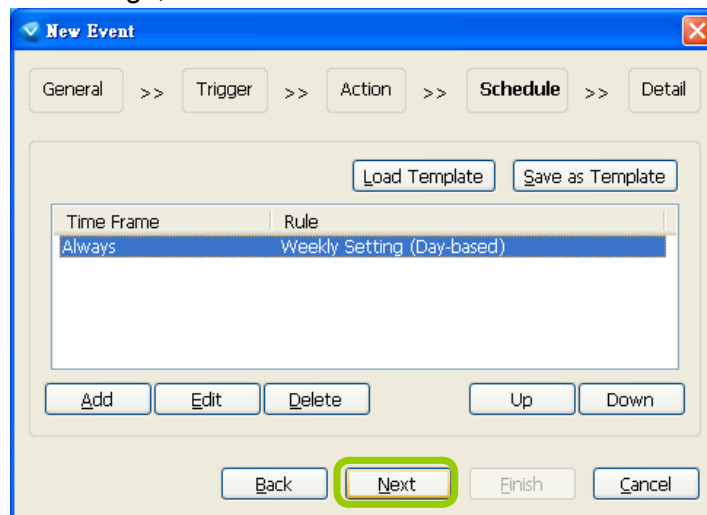 New Event
General >> Trigger >> Action >> Schedule >> Detail
Load Template Save as Template
Time Frame Rule
Always Weekly Setting (Day-based)
Add Edit Delete Up Down
Back Next Finish Cancel